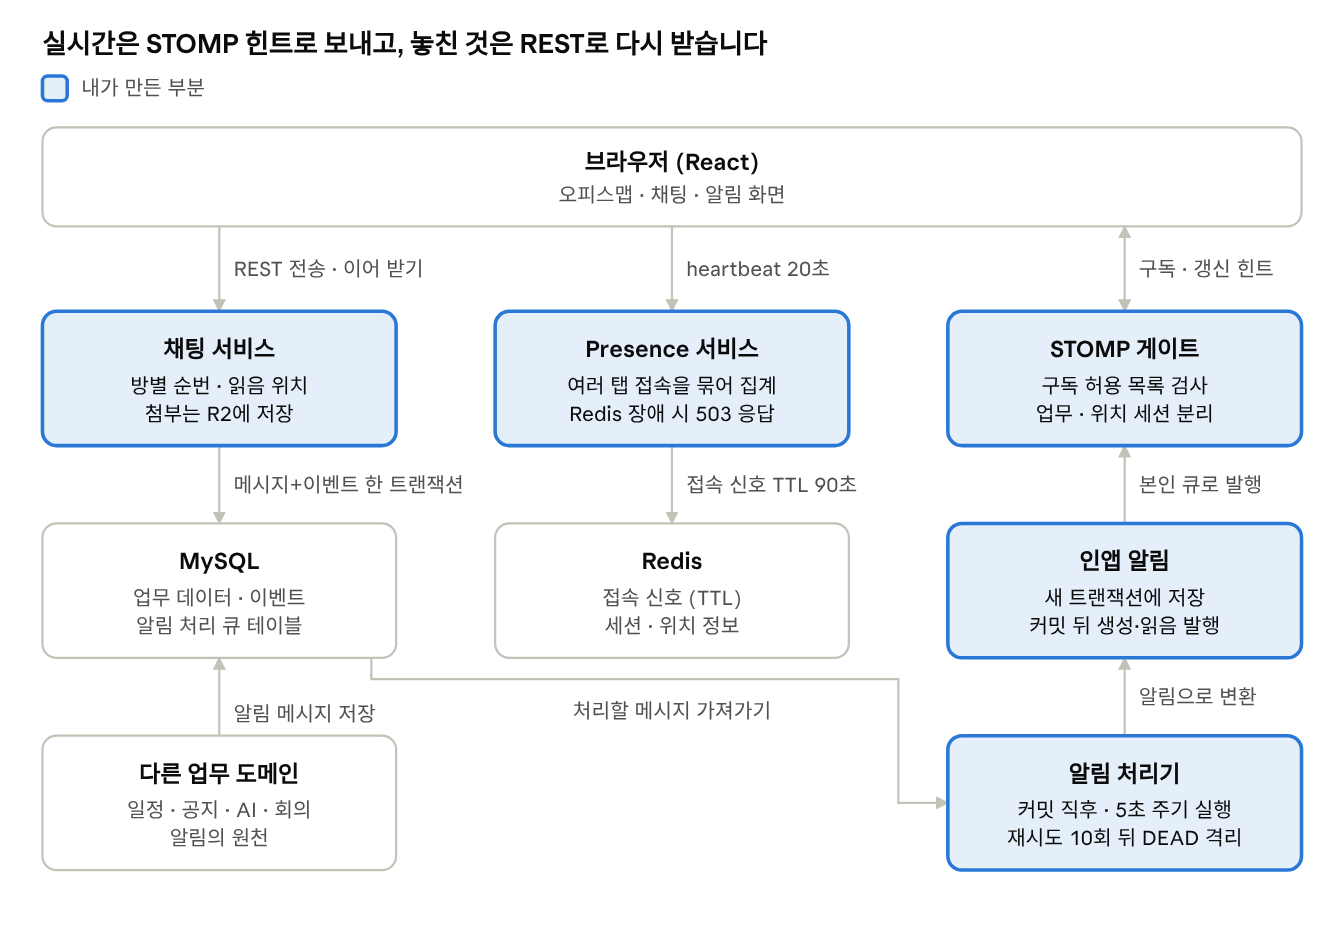 실시간은 STOMP 힌트로 보내고, 놓친 것은 REST로 다시 받습니다
내가 만든 부분
브라우저 (React)
오피스맵 · 채팅 · 알림 화면
REST 전송 · 이어 받기
heartbeat 20초
구독 · 갱신 힌트
채팅 서비스
방별 순번 · 읽음 위치
첨부는 R2에 저장
Presence 서비스
여러 탭 접속을 묶어 집계
Redis 장애 시 503 응답
STOMP 게이트
구독 허용 목록 검사
업무 · 위치 세션 분리
메시지+이벤트 한 트랜잭션
접속 신호 TTL 90초
본인 큐로 발행
MySQL
업무 데이터 · 이벤트
알림 처리 큐 테이블
Redis
접속 신호 (TTL)
세션 · 위치 정보
인앱 알림
새 트랜잭션에 저장
커밋 뒤 생성·읽음 발행
알림 메시지 저장
처리할 메시지 가져가기
알림으로 변환
다른 업무 도메인
일정 · 공지 · AI · 회의
알림의 원천
알림 처리기
커밋 직후 · 5초 주기 실행
재시도 10회 뒤 DEAD 격리